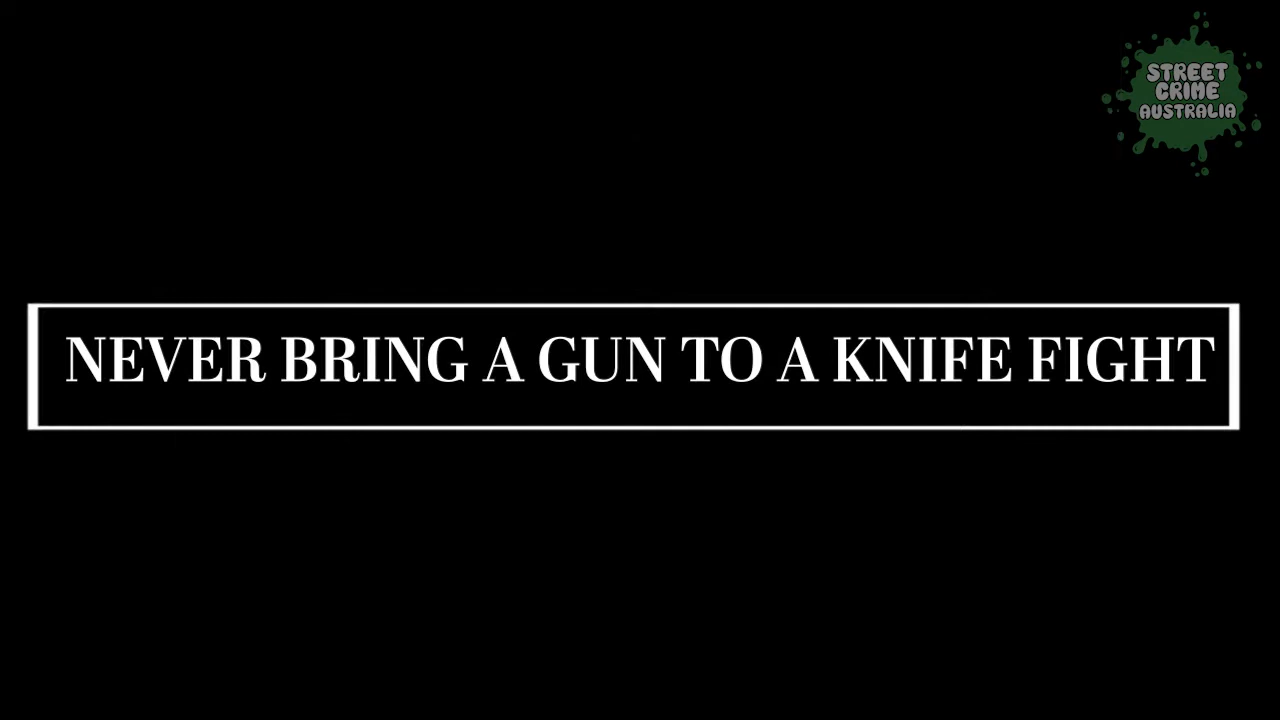 STREET
CRIME
AUSTRALIA
NEVER BRING A GUN TO A KNIFE FIGHT